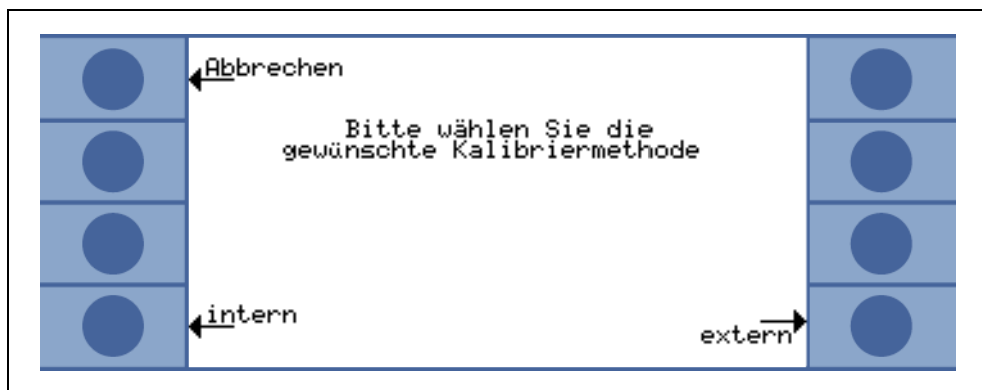 Abbrechen
Bitte wählen Sie die
gewünschte Kalibriermethode
intern
extern